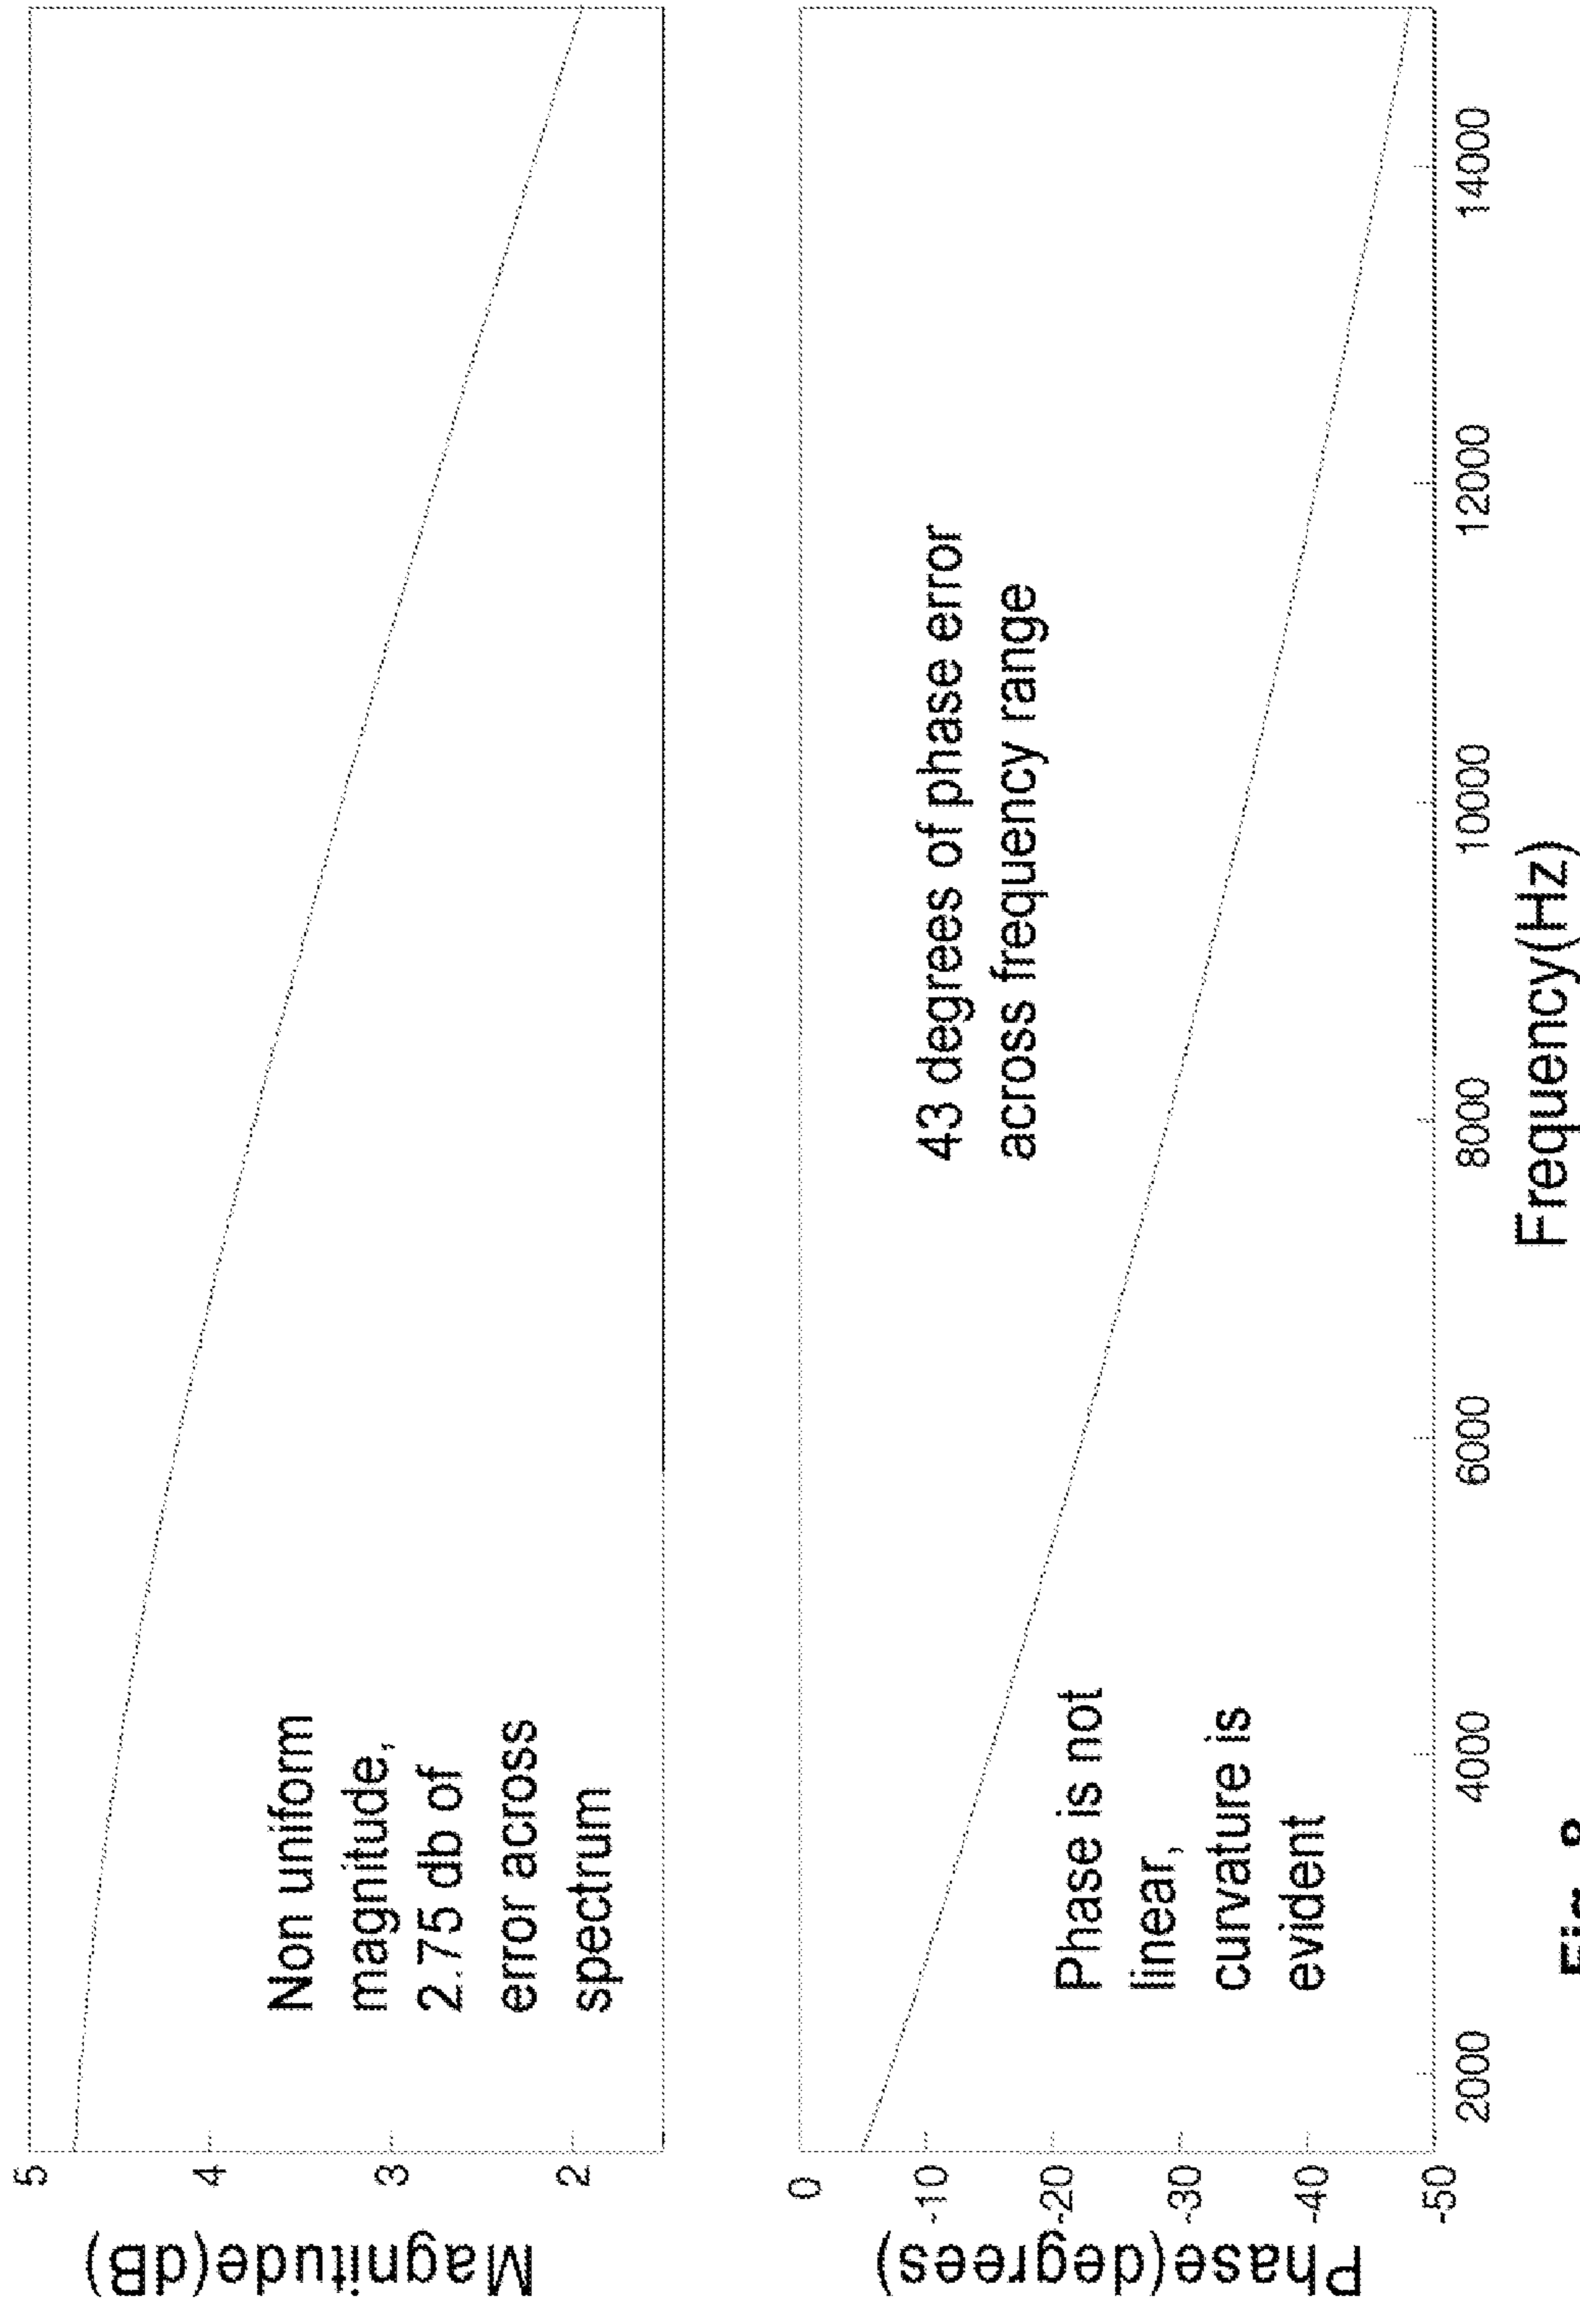 Magnitude(dB)
5
4
3
2
Non uniform
magnitude,
2.75 db of
error across
spectrum
Phase(degrees)
0
-10
-20
-30
-40
-50
43 degrees of phase error
across frequency range
Phase is not
linear,
curvature is
evident
2000
4000
6000
8000
10000
12000
14000
Frequency(Hz)